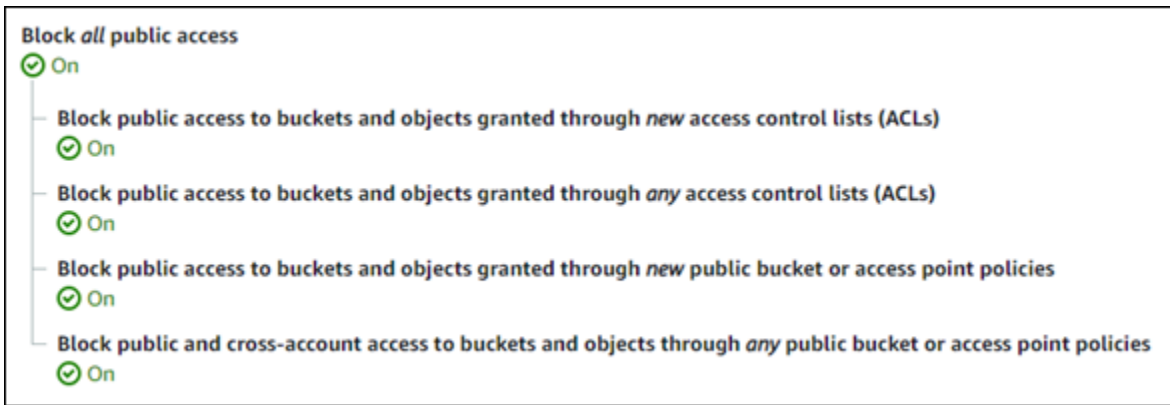 Block all public access
On
Block public access to buckets and objects granted through new access control lists (ACLs)
On
Block public access to buckets and objects granted through any access control lists (ACLs)
On
Block public access to buckets and objects granted through new public bucket or access point policies
On
Block public and cross-account access to buckets and objects through any public bucket or access point policies
On